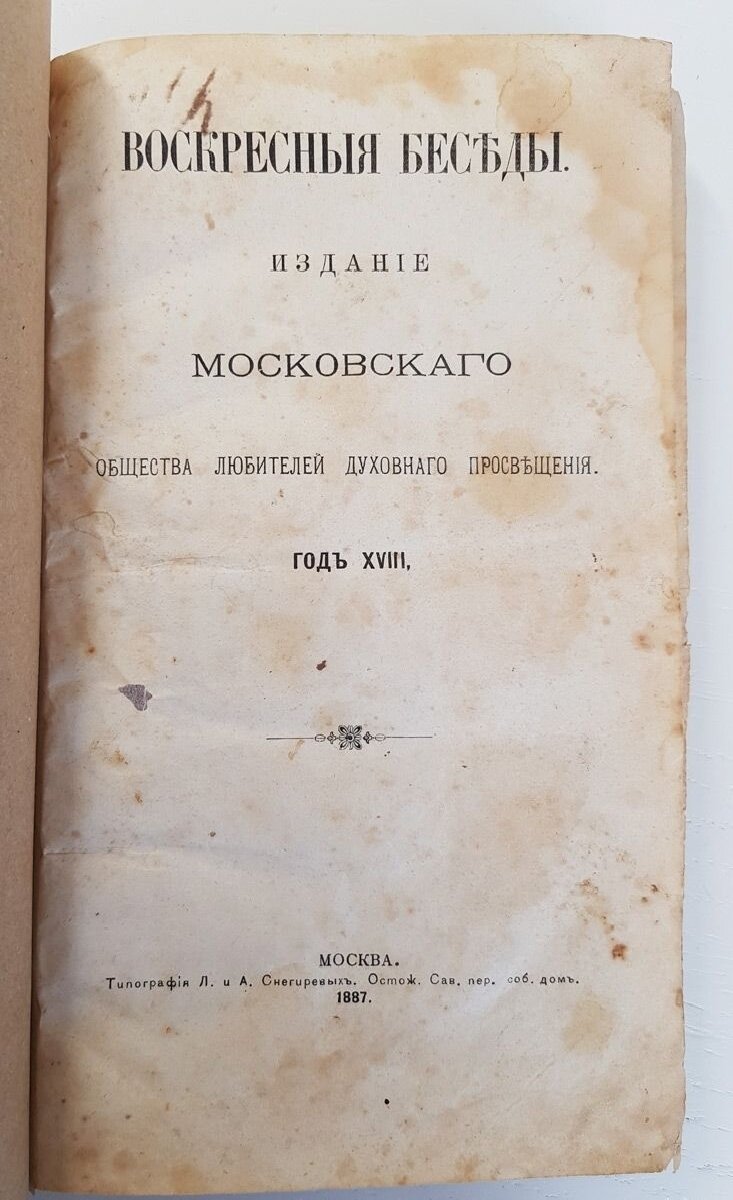 ВОСКРЕСНЫЯ БЕСѢДЫ.
ИЗДАНІЕ
МОСКОВСКАГО
ОБЩЕСТВА ЛЮБИТЕЛЕЙ ДУХОВНАГО ПРОСВѢЩЕНІЯ.
ГОДЪ XVIII,
МОСКВА.
Типографія Л. и А. Снегиревыхъ. Остож. Сав. пер. соб. домъ.
1887.